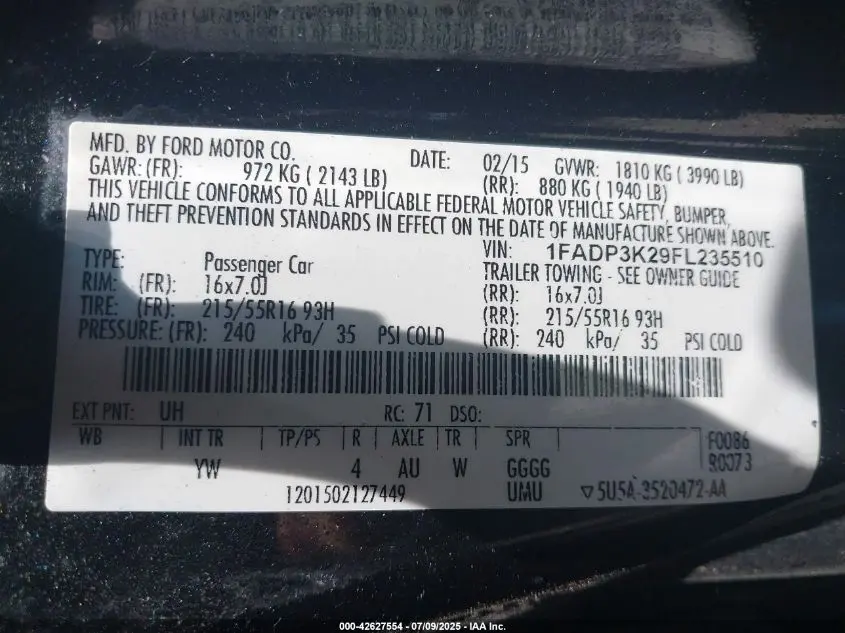 MFD. BY FORD MOTOR CO. DATE: 02/15 GVWR: 1810 KG ( 3990 LB)
GAWR: (FR): 972 KG ( 2143 LB) (RR): 880 KG ( 1940 LB)
THIS VEHICLE CONFORMS TO ALL APPLICABLE FEDERAL MOTOR VEHICLE SAFETY, BUMPER,
AND THEFT PREVENTION STANDARDS IN EFFECT ON THE DATE OF MANUFACTURE SHOWN ABOVE.
VIN: 1FADP3K29FL235510
TYPE: Passenger Car TRAILER TOWING - SEE OWNER GUIDE
RIM: (FR): 16x7.0J (RR): 16x7.0J
TIRE: (FR): 215/55R16 93H (RR): 215/55R16 93H
PRESSURE: (FR): 240 kPa/ 35 PSI COLD (RR): 240 kPa/ 35 PSI COLD
EXT PNT: UH RC: 71 DSO:
WB | INT TR | TP/PS | R | AXLE | TR | SPR F0086
YW 4 AU W GGGG R0073
1201502127449 UMU ▽5U5A-3520472-AA
000-42627554 - 07/09/2025 - IAA Inc.